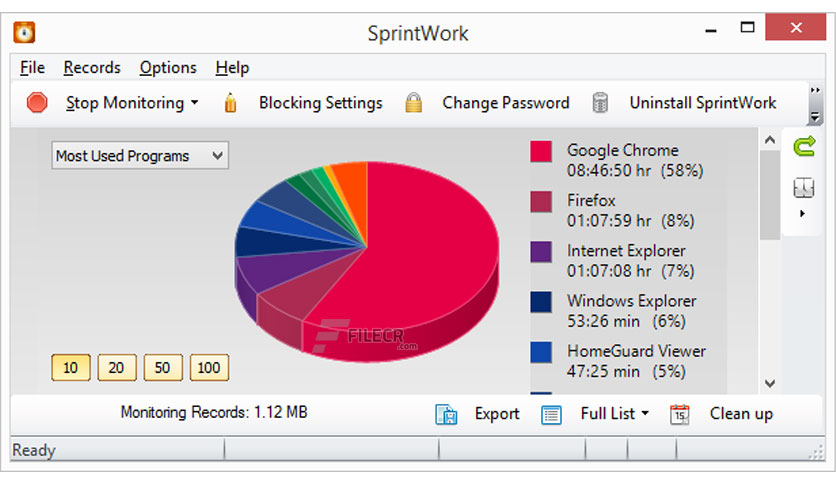 SprintWork
File Records Options Help
Stop Monitoring Blocking Settings Change Password Uninstall SprintWork
Most Used Programs
Google Chrome
08:46:50 hr (58%)
Firefox
01:07:59 hr (8%)
Internet Explorer
01:07:08 hr (7%)
Windows Explorer
53:26 min (6%)
HomeGuard Viewer
47:25 min (5%)
FILECR
.com
10 20 50 100
Monitoring Records: 1.12 MB Export Full List 15 Clean up
Ready